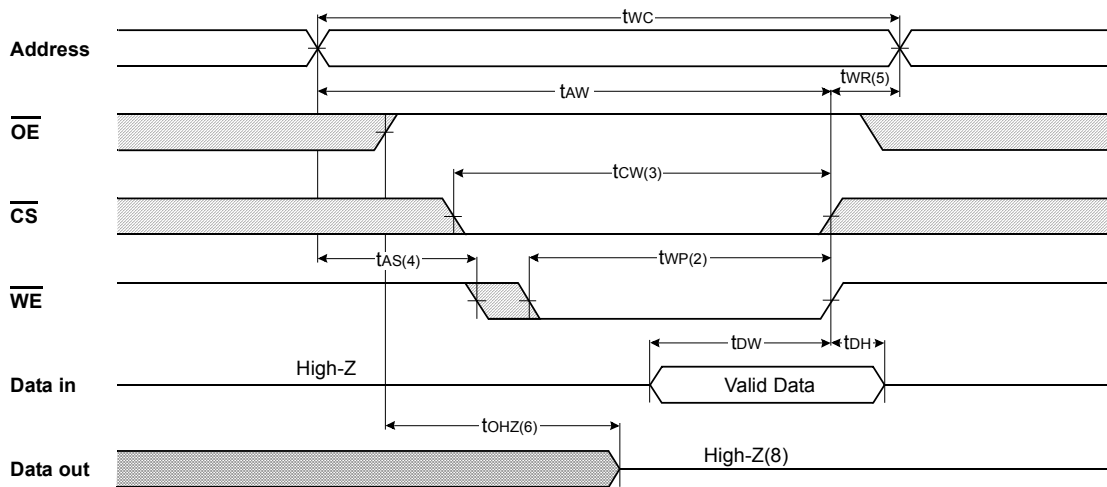 tWC
Address
tWR(5)
tAW
OE
tCW(3)
CS
tAS(4)
tWP(2)
WE
tDW
tDH
High-Z
Data in
Valid Data
tOHZ(6)
High-Z(8)
Data out